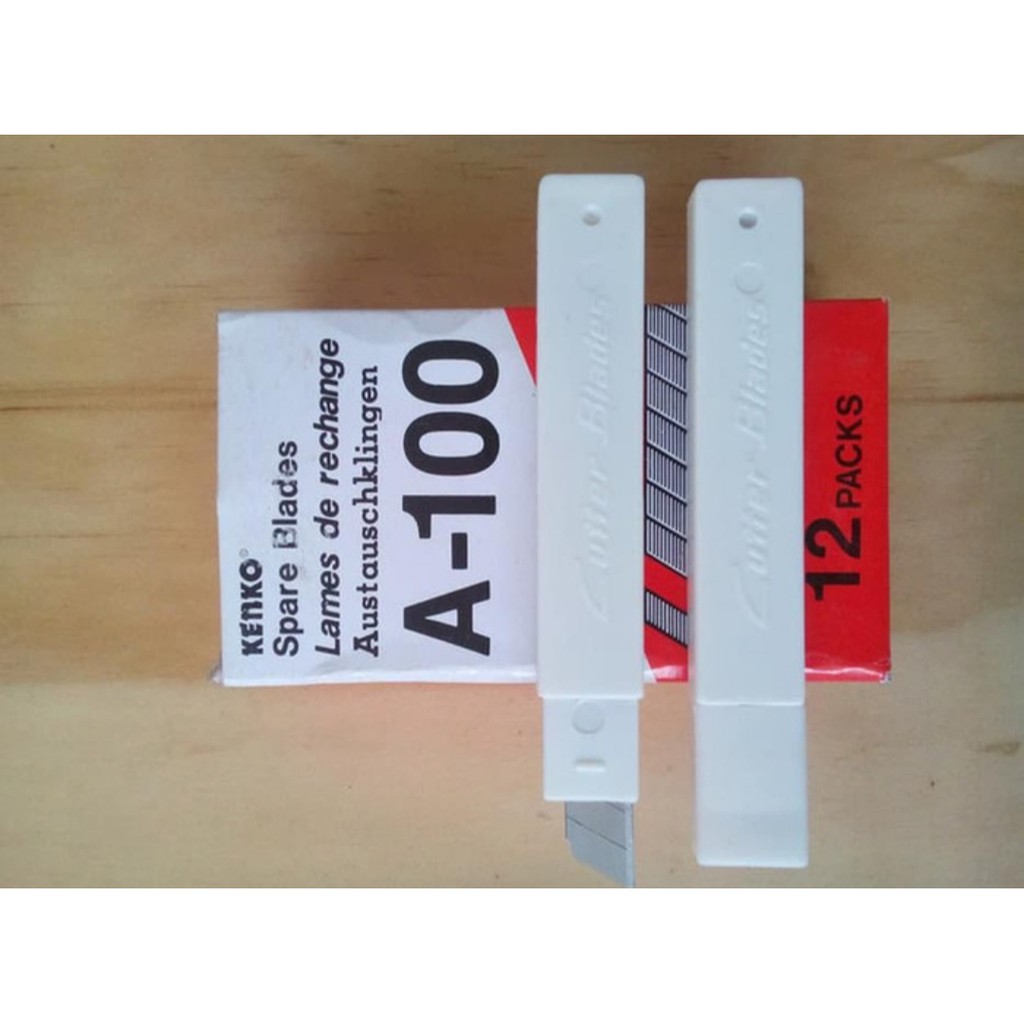 KENKO®
Spare Blades
Lames de rechange
Austauschklingen
A-100
12 PACKS
Cutter Blades
Cutter Blades